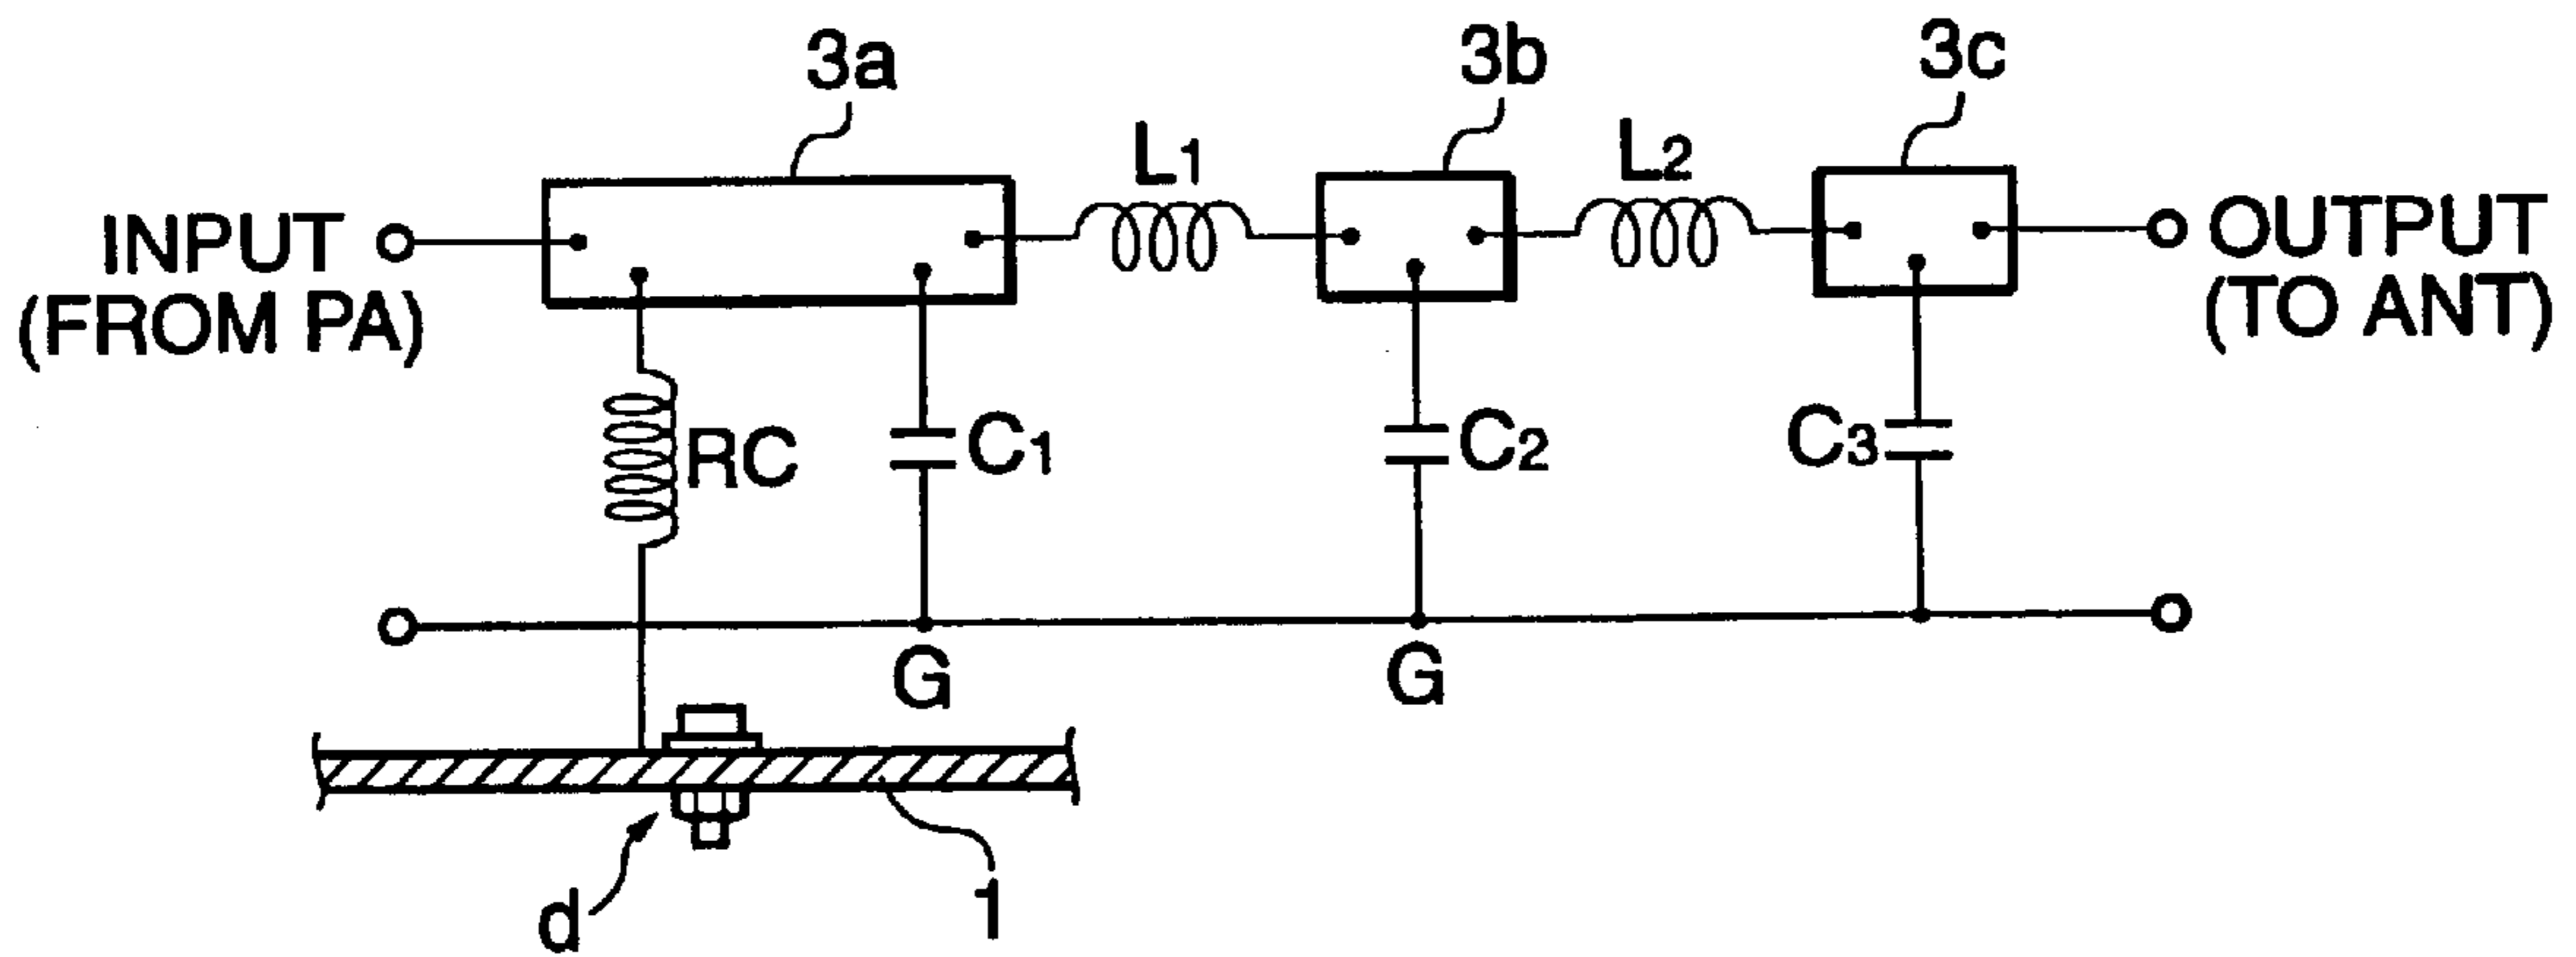 3a
3b
3c
L1
L2
INPUT
(FROM PA)
OUTPUT
(TO ANT)
RC
C1
C2
C3
G
G
d
1